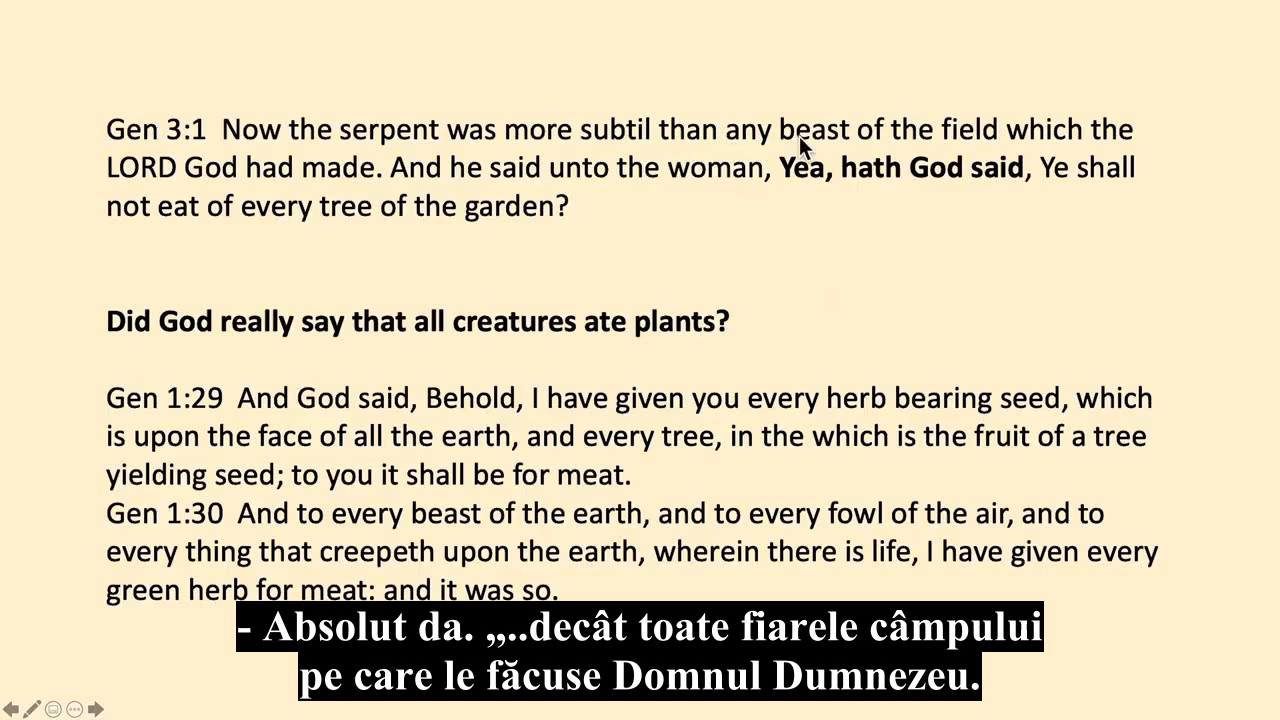 Gen 3:1  Now the serpent was more subtil than any beast of the field which the
LORD God had made. And he said unto the woman, Yea, hath God said, Ye shall
not eat of every tree of the garden?
Did God really say that all creatures ate plants?
Gen 1:29  And God said, Behold, I have given you every herb bearing seed, which
is upon the face of all the earth, and every tree, in the which is the fruit of a tree
yielding seed; to you it shall be for meat.
Gen 1:30  And to every beast of the earth, and to every fowl of the air, and to
every thing that creepeth upon the earth, wherein there is life, I have given every
green herb for meat: and it was so.
- Absolut da. „..decât toate fiarele câmpului
pe care le făcuse Domnul Dumnezeu.